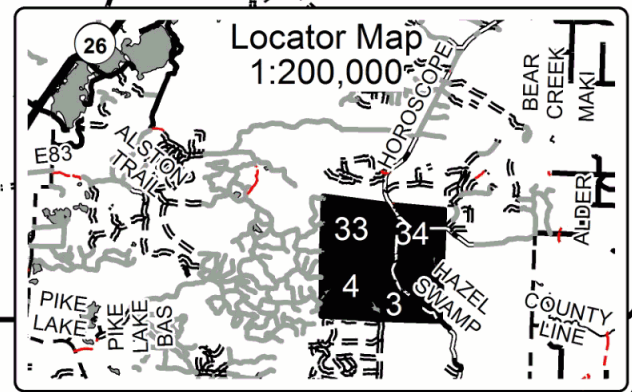 Locator Map
1:200,000
26
HOROSCOPE
BEAR
CREEK
MAKI
E83
ALSTON
TRAIL
ALDER
33
34
4
3
HAZEL
SWAMP
PIKE
LAKE
PIKE
LAKE
BAS
COUNTY
LINE